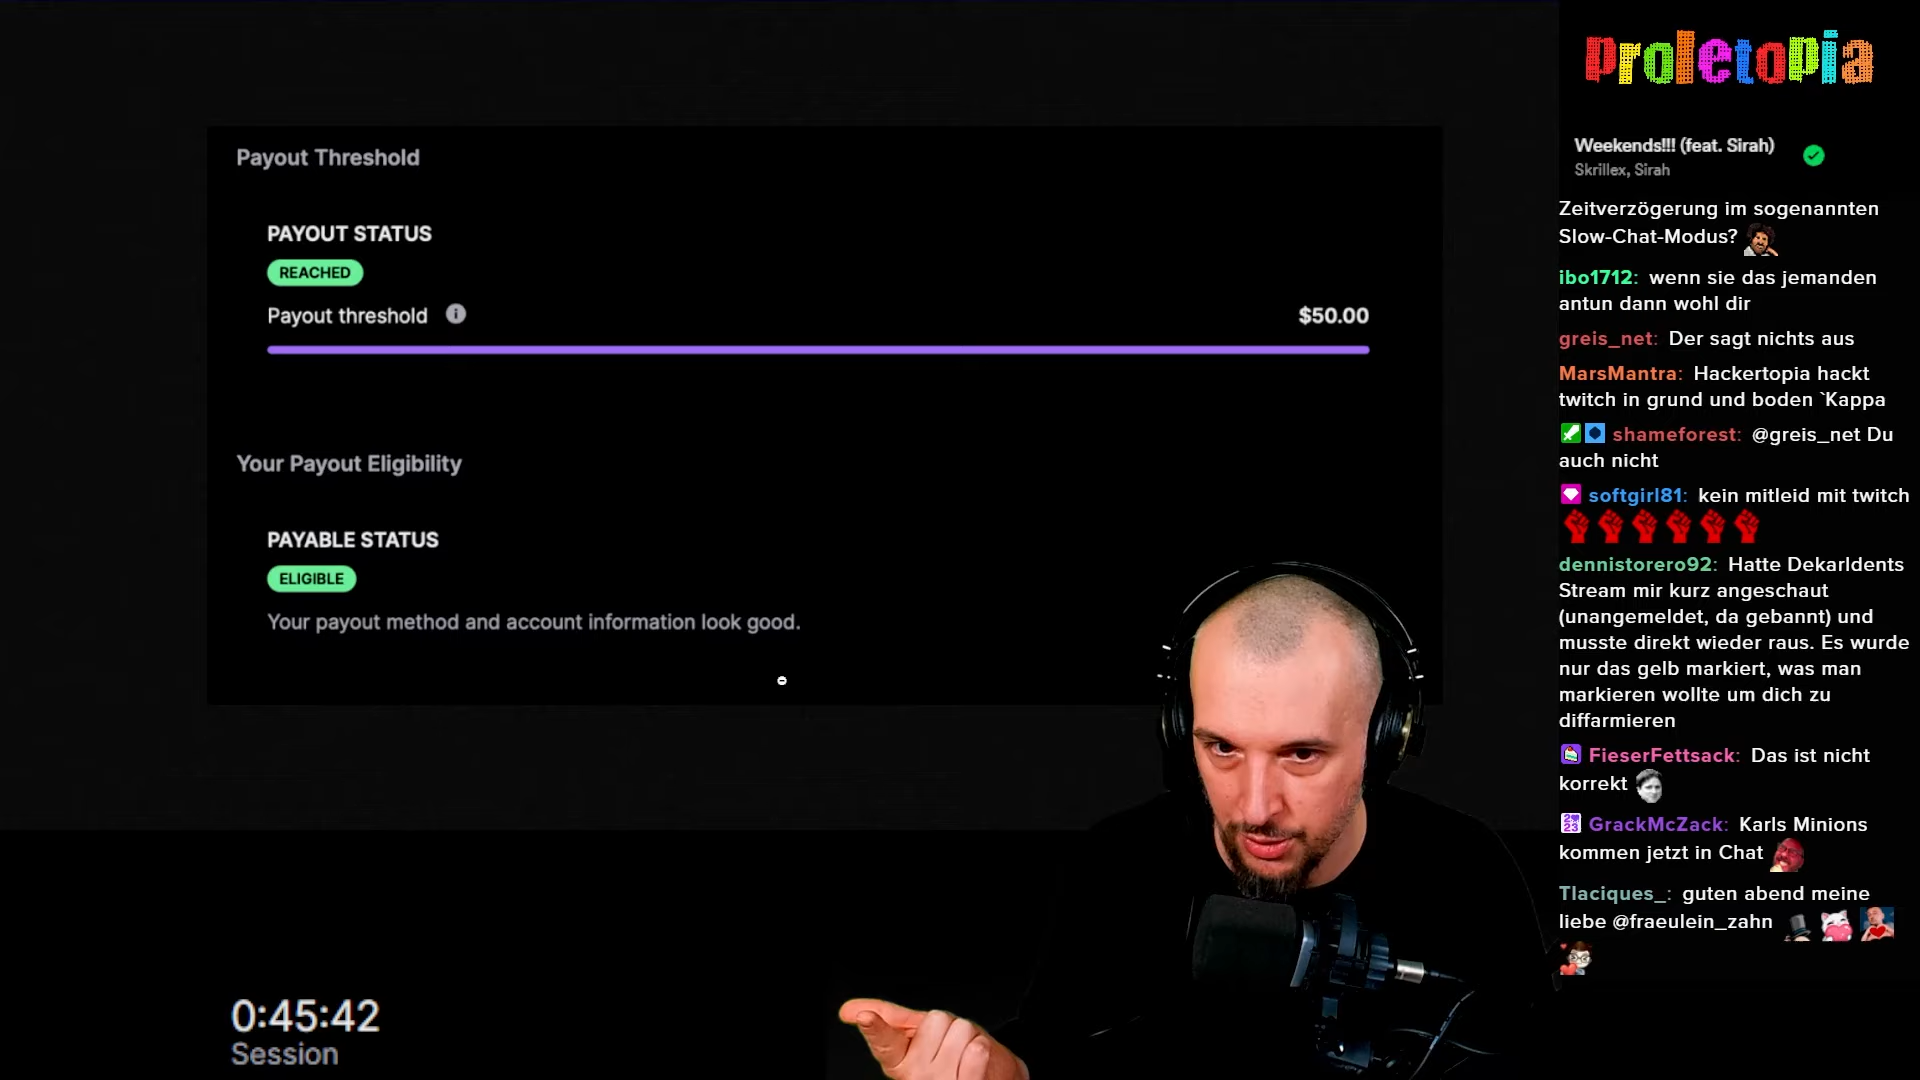 Payout Threshold
PAYOUT STATUS
REACHED
Payout threshold
$50.00
Your Payout Eligibility
PAYABLE STATUS
ELIGIBLE
Your payout method and account information look good.
0:45:42
Session
Proletopia
Weekends!!! (feat. Sirah)
Skrillex, Sirah
Zeitverzögerung im sogenannten
Slow-Chat-Modus?
ibo1712: wenn sie das jemanden
antun dann wohl dir
greis_net: Der sagt nichts aus
MarsMantra: Hackertopia hackt
twitch in grund und boden `Kappa
shameforest: @greis_net Du
auch nicht
softgirl81: kein mitleid mit twitch
dennistorero92: Hatte Dekarldents
Stream mir kurz angeschaut
(unangemeldet, da gebannt) und
musste direkt wieder raus. Es wurde
nur das gelb markiert, was man
markieren wollte um dich zu
diffarmieren
FieserFettsack: Das ist nicht
korrekt
GrackMcZack: Karls Minions
kommen jetzt in Chat
Tlaciques_: guten abend meine
liebe @fraeulein_zahn